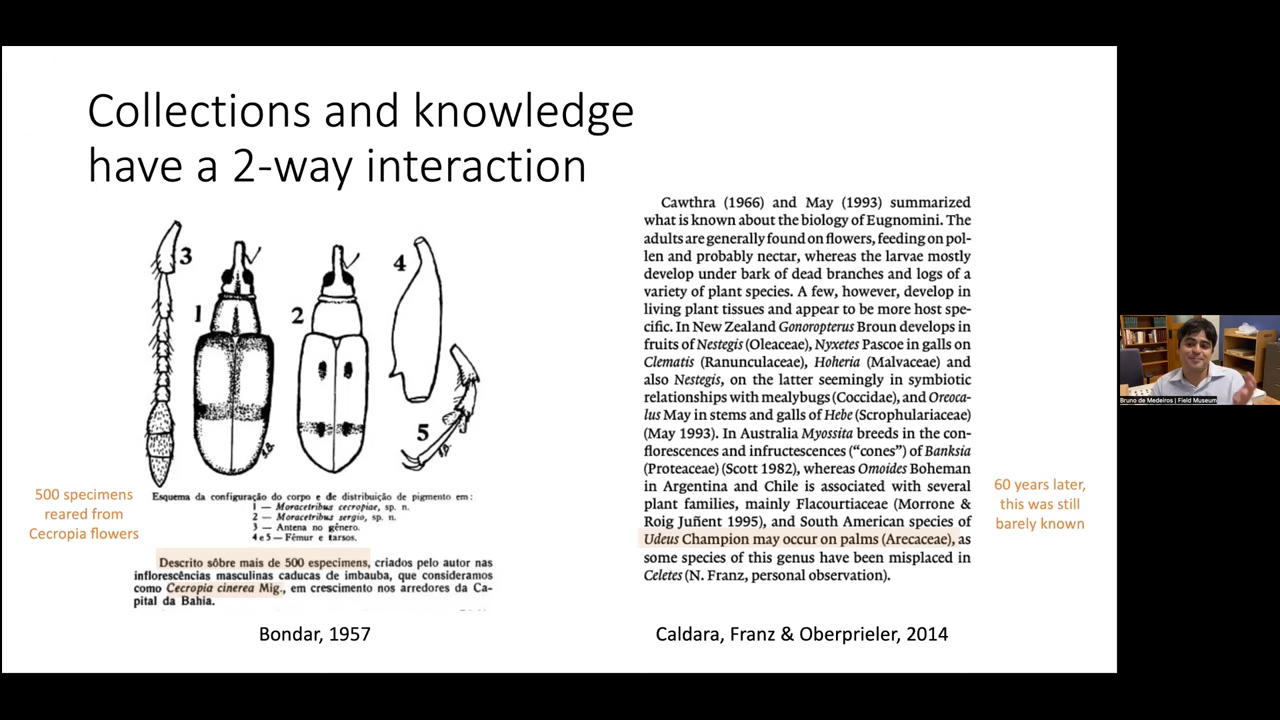 Collections and knowledge
have a 2-way interaction
3
1
2
4
5
500 specimens
reared from
Cecropia flowers
Esquema da configuração do corpo e de distribuição de pigmento em:
1 — Moracetribus cecropiae, sp. n.
2 — Moracetribus sergio, sp. n.
3 — Antena no gênero.
4 e 5 — Fêmur e tarsos.
Descrito sôbre mais de 500 especimens, criados pelo autor nas
inflorescências masculinas caducas de imbauba, que consideramos
como Cecropia cinerea Mig., em crescimento nos arredores da Ca-
pital da Bahia.
Bondar, 1957
Cawthra (1966) and May (1993) summarized
what is known about the biology of Eugnomini. The
adults are generally found on flowers, feeding on pol-
len and probably nectar, whereas the larvae mostly
develop under bark of dead branches and logs of a
variety of plant species. A few, however, develop in
living plant tissues and appear to be more host spe-
cific. In New Zealand Gonoropterus Broun develops in
fruits of Nestegis (Oleaceae), Nyxetes Pascoe in galls on
Clematis (Ranunculaceae), Hoheria (Malvaceae) and
also Nestegis, on the latter seemingly in symbiotic
relationships with mealybugs (Coccidae), and Oreoca-
lus May in stems and galls of Hebe (Scrophulariaceae)
(May 1993). In Australia Myossita breeds in the con-
florescences and infructescences (“cones”) of Banksia
(Proteaceae) (Scott 1982), whereas Omoides Boheman
in Argentina and Chile is associated with several
plant families, mainly Flacourtiaceae (Morrone &
Roig Juñent 1995), and South American species of
Udeus Champion may occur on palms (Arecaceae), as
some species of this genus have been misplaced in
Celetes (N. Franz, personal observation).
60 years later,
this was still
barely known
Caldara, Franz & Oberprieler, 2014
Bruno de Medeiros | Field Museum